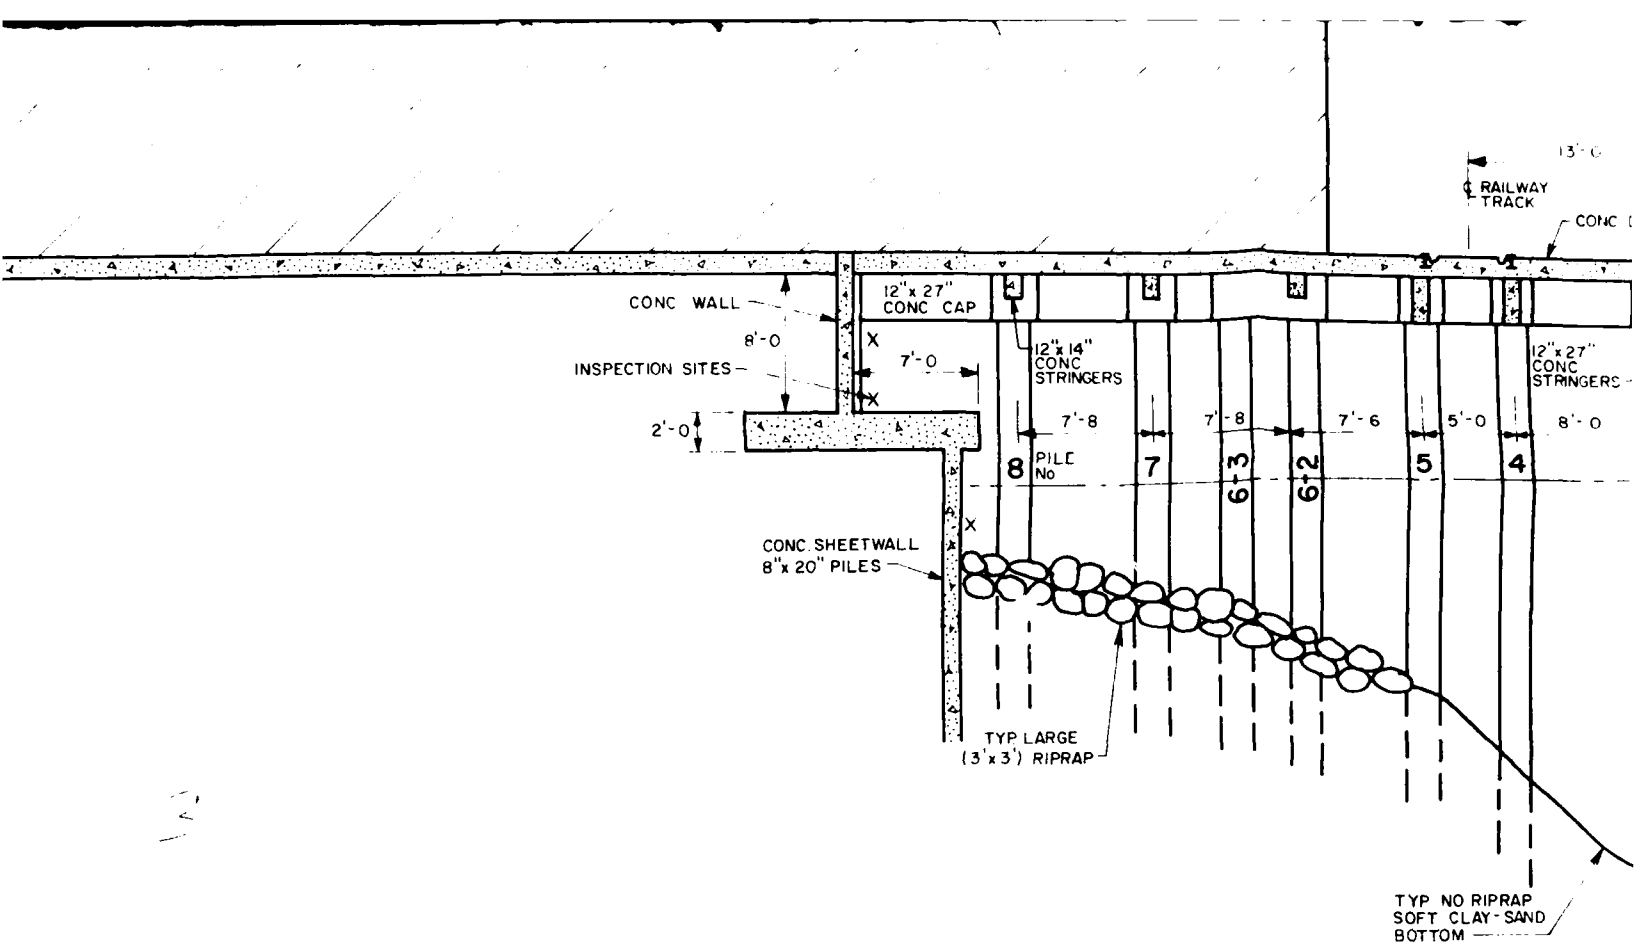 13'-0
℄ RAILWAY
TRACK
CONC
12"x 27"
CONC CAP
CONC WALL
8'-0
7'-0
12"x 14"
CONC
STRINGERS
12"x 27"
CONC
STRINGERS
INSPECTION SITES
X
X
2'-0
7'-8
7'-8
7'-6
5'-0
8'-0
8
PILE
No
7
6-3
6-2
5
4
X
CONC. SHEETWALL
8"x 20" PILES
TYP LARGE
(3'x3') RIPRAP
TYP NO RIPRAP
SOFT CLAY-SAND
BOTTOM